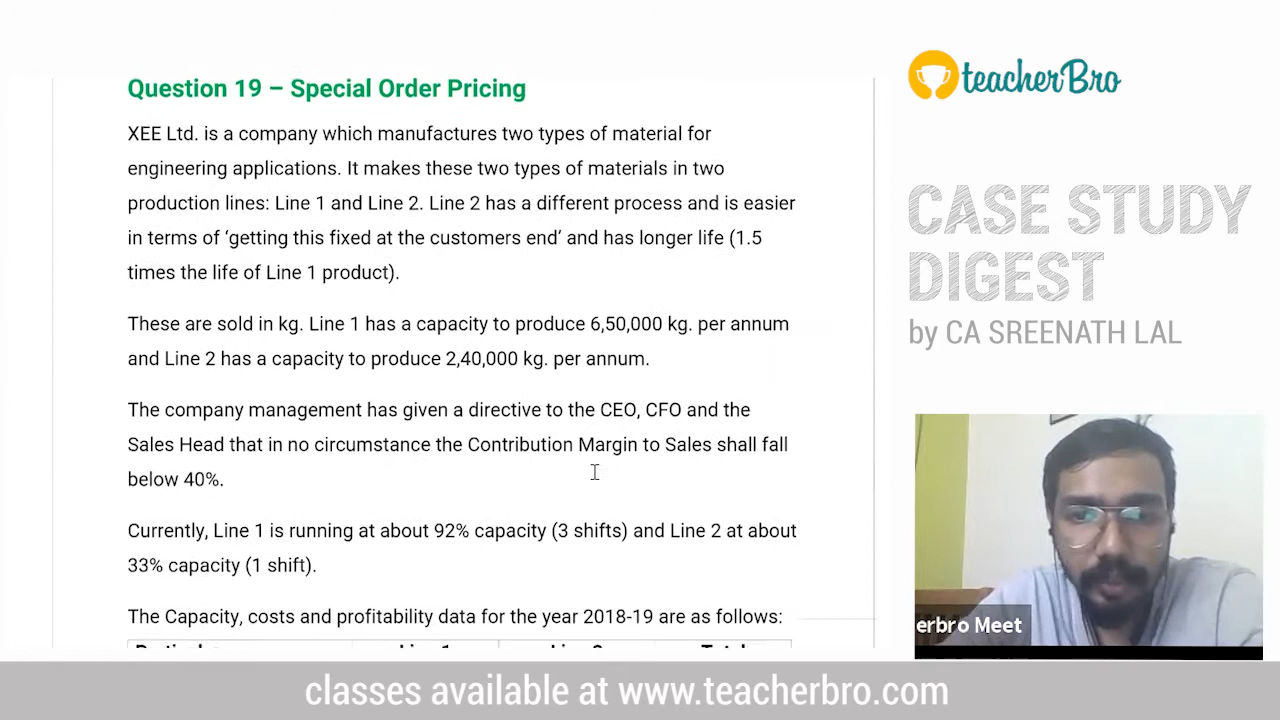 Question 19 – Special Order Pricing
XEE Ltd. is a company which manufactures two types of material for
engineering applications. It makes these two types of materials in two
production lines: Line 1 and Line 2. Line 2 has a different process and is easier
in terms of ‘getting this fixed at the customers end’ and has longer life (1.5
times the life of Line 1 product).
These are sold in kg. Line 1 has a capacity to produce 6,50,000 kg. per annum
and Line 2 has a capacity to produce 2,40,000 kg. per annum.
The company management has given a directive to the CEO, CFO and the
Sales Head that in no circumstance the Contribution Margin to Sales shall fall
below 40%.
Currently, Line 1 is running at about 92% capacity (3 shifts) and Line 2 at about
33% capacity (1 shift).
The Capacity, costs and profitability data for the year 2018-19 are as follows:
teacherBro
CASE STUDY
DIGEST
by CA SREENATH LAL
erbro Meet
classes available at www.teacherbro.com